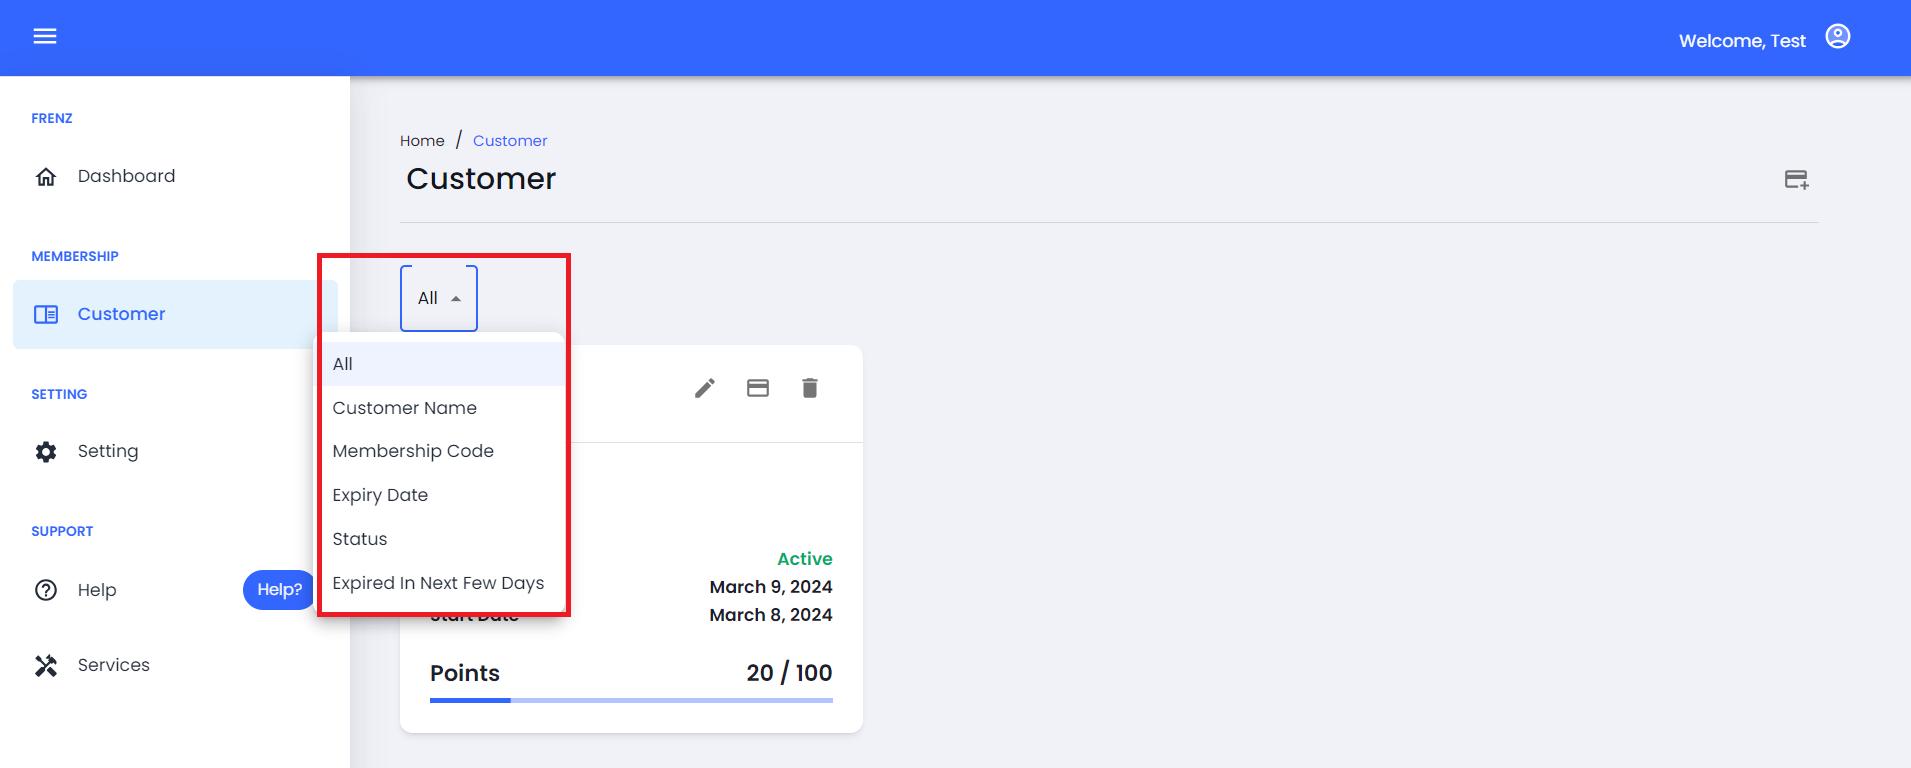 Welcome, Test
FRENZ
Dashboard
MEMBERSHIP
Customer
SETTING
Setting
SUPPORT
Help
Help?
Services
Home / Customer
Customer
All
All
Customer Name
Membership Code
Expiry Date
Status
Expired In Next Few Days
Active
March 9, 2024
Start Date March 8, 2024
Points 20 / 100